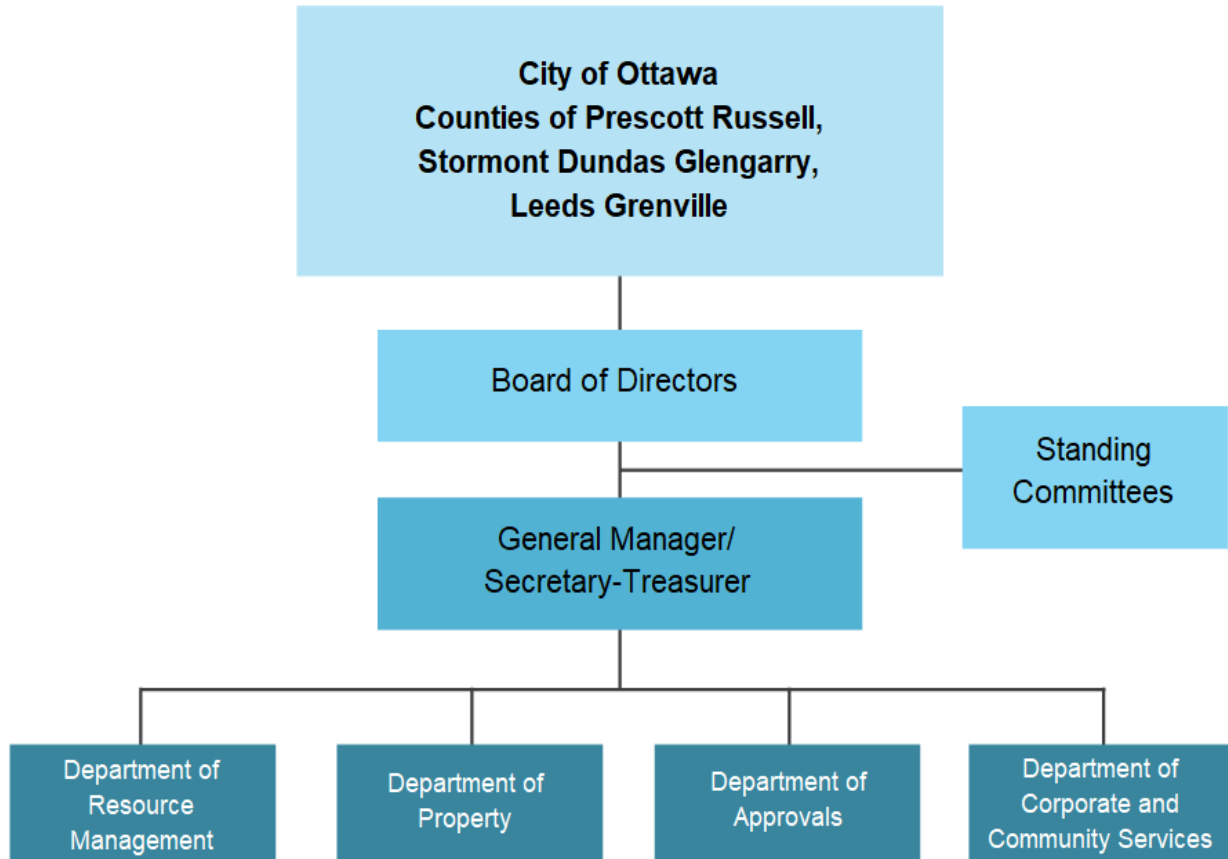 City of Ottawa
Counties of Prescott Russell,
Stormont Dundas Glengarry,
Leeds Grenville
Board of Directors
Standing
Committees
General Manager/
Secretary-Treasurer
Department of
Resource
Management
Department of
Property
Department of
Approvals
Department of
Corporate and
Community Services